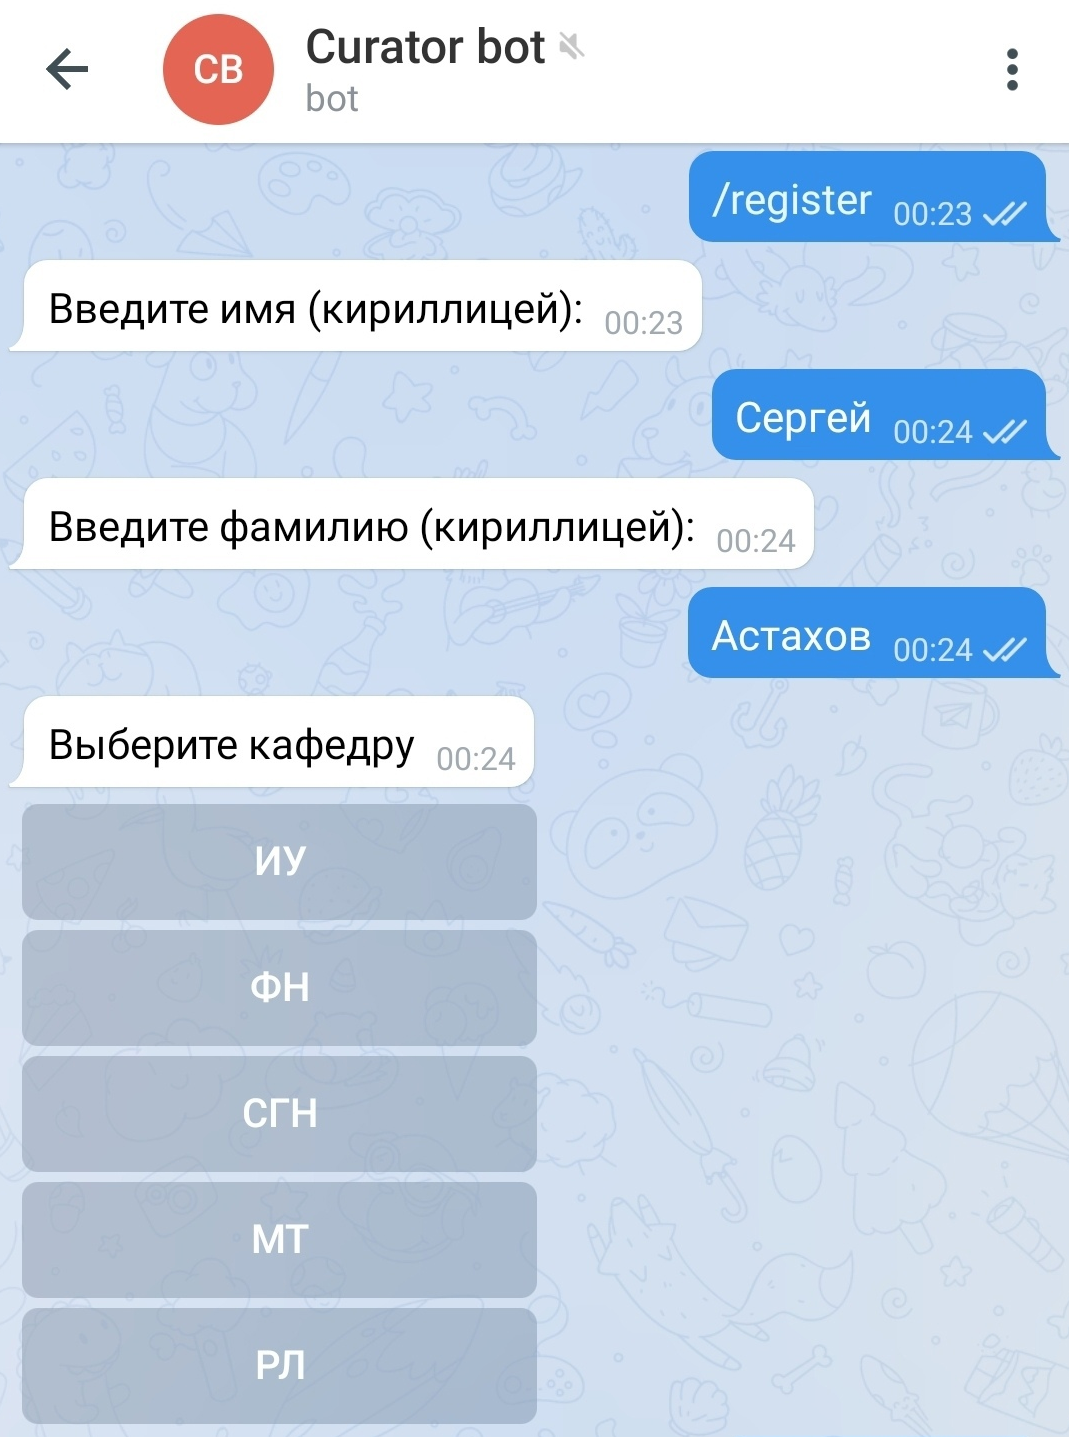 CB
Curator bot
bot
/register 00:23
Введите имя (кириллицей): 00:23
Сергей 00:24
Введите фамилию (кириллицей): 00:24
Астахов 00:24
Выберите кафедру 00:24
ИУ
ФН
СГН
МТ
РЛ